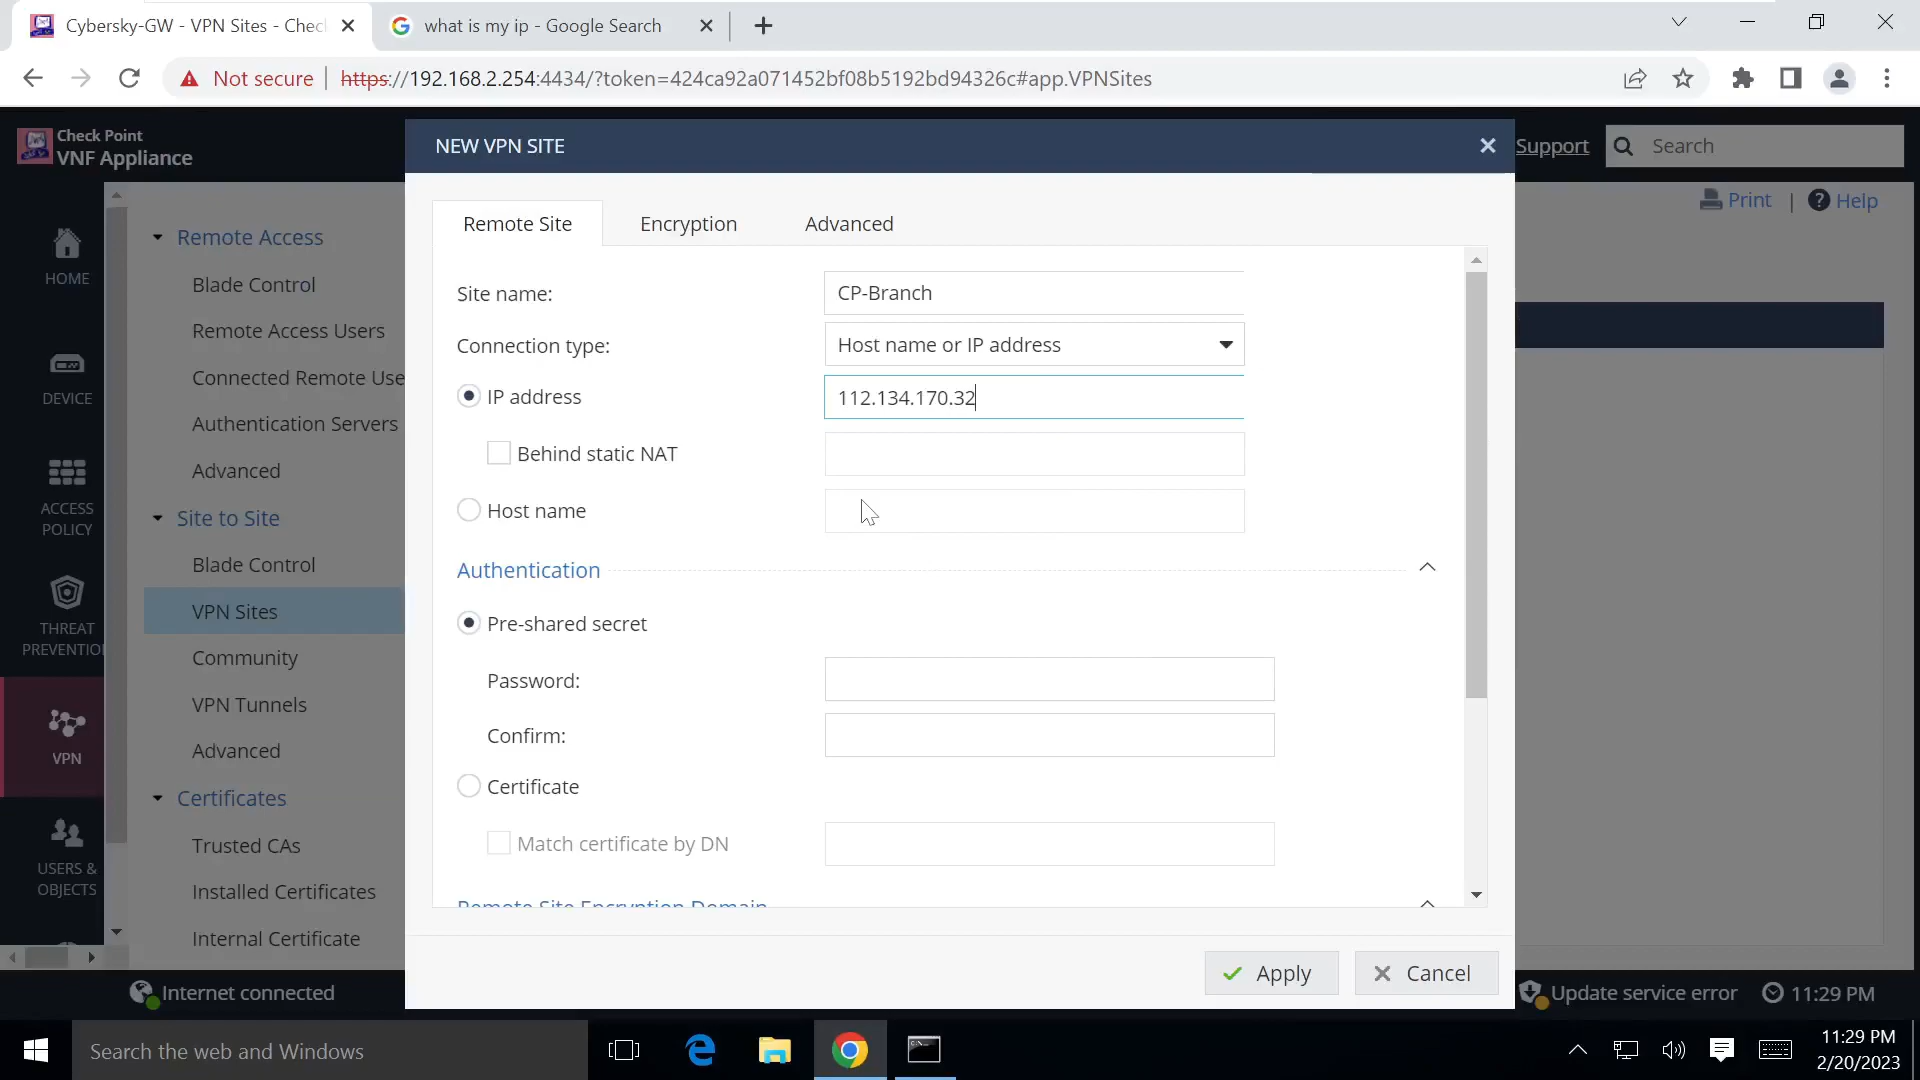 Cybersky-GW - VPN Sites - Chec
what is my ip - Google Search
Not secure
https://192.168.2.254:4434/?token=424ca92a071452bf08b5192bd94326c#app.VPNSites
Check Point
VNF Appliance
NEW VPN SITE
Support
Search
Print
Help
HOME
DEVICE
ACCESS
POLICY
THREAT
PREVENTIO
VPN
USERS &
OBJECTS
Remote Access
Blade Control
Remote Access Users
Connected Remote Use
Authentication Servers
Advanced
Site to Site
Blade Control
VPN Sites
Community
VPN Tunnels
Advanced
Certificates
Trusted CAs
Installed Certificates
Internal Certificate
Remote Site
Encryption
Advanced
Site name:
CP-Branch
Connection type:
Host name or IP address
IP address
112.134.170.32
Behind static NAT
Host name
Authentication
Pre-shared secret
Password:
Confirm:
Certificate
Match certificate by DN
Remote Site Encryption Domain
Apply
Cancel
Internet connected
Update service error
11:29 PM
Search the web and Windows
11:29 PM
2/20/2023